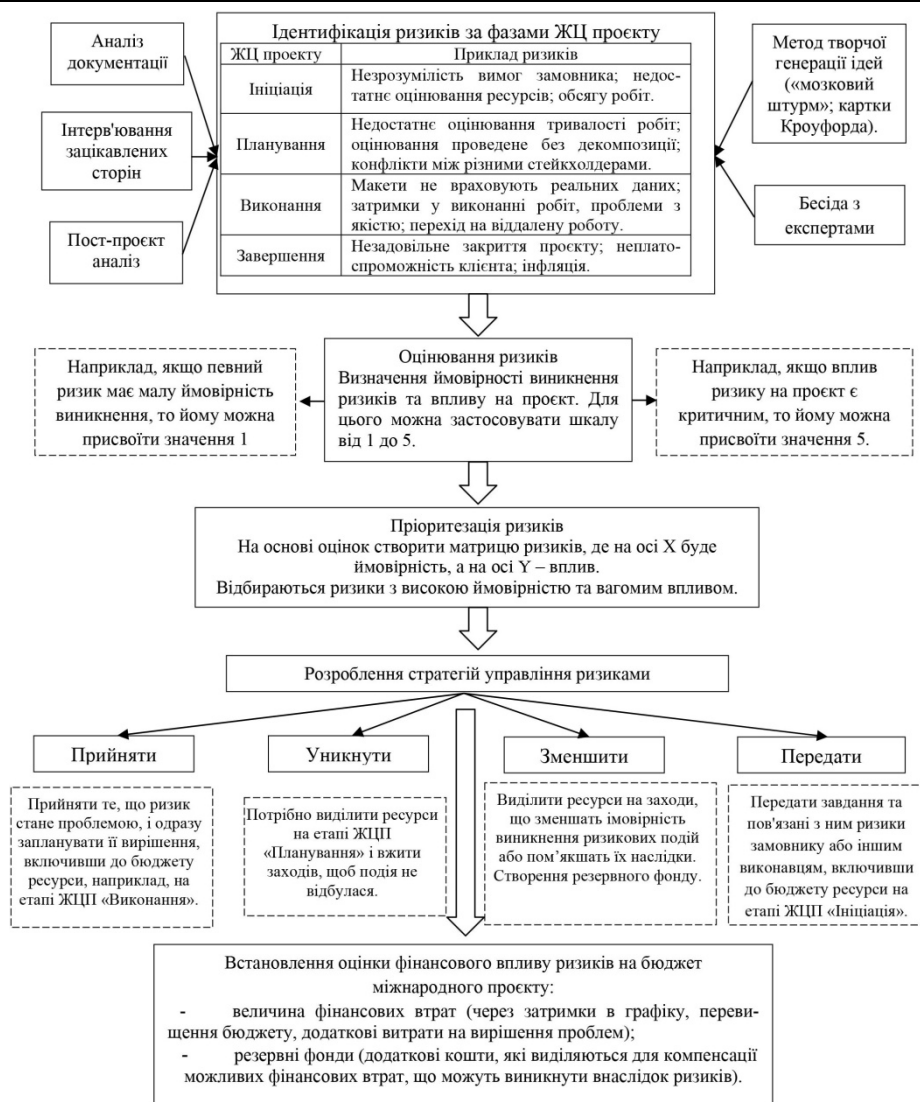 Аналіз
документації
Інтерв'ювання
зацікавлених
сторін
Пост-проєкт
аналіз
Ідентифікація ризиків за фазами ЖЦ проєкту
ЖЦ проекту
Приклад ризиків
Ініціація
Незрозумілість вимог замовника; недос-
татнє оцінювання ресурсів; обсягу робіт.
Планування
Недостатнє оцінювання тривалості робіт;
оцінювання проведене без декомпозиції;
конфлікти між різними стейкхолдерами.
Виконання
Макети не враховують реальних даних;
затримки у виконанні робіт, проблеми з
якістю; перехід на віддалену роботу.
Завершення
Незадовільне закриття проєкту; неплато-
спроможність клієнта; інфляція.
Метод творчої
генерації ідей
(«мозковий
штурм»; картки
Кроуфорда).
Бесіда з
експертами
Наприклад, якщо певний
ризик має малу ймовірність
виникнення, то йому можна
присвоїти значення 1
Оцінювання ризиків
Визначення ймовірності виникнення
ризиків та впливу на проєкт. Для
цього можна застосовувати шкалу
від 1 до 5.
Наприклад, якщо вплив
ризику на проєкт є
критичним, то йому можна
присвоїти значення 5.
Пріоритезація ризиків
На основі оцінок створити матрицю ризиків, де на осі X буде
ймовірність, а на осі Y – вплив.
Відбираються ризики з високою ймовірністю та вагомим впливом.
Розроблення стратегій управління ризиками
Прийняти
Уникнути
Зменшити
Передати
Прийняти те, що ризик
стане проблемою, і одразу
запланувати її вирішення,
включивши до бюджету
ресурси, наприклад, на
етапі ЖЦП «Виконання».
Потрібно виділити ресурси
на етапі ЖЦП
«Планування» і вжити
заходів, щоб подія не
відбулася.
Виділити ресурси на заходи,
що зменшать імовірність
виникнення ризикових подій
або пом’якшать їх наслідки.
Створення резервного фонду.
Передати завдання та
пов'язані з ним ризики
замовнику або іншим
виконавцям, включивши
до бюджету ресурси на
етапі ЖЦП «Ініціація».
Встановлення оцінки фінансового впливу ризиків на бюджет
міжнародного проєкту:
- величина фінансових втрат (через затримки в графіку, переви-
щення бюджету, додаткові витрати на вирішення проблем);
- резервні фонди (додаткові кошти, які виділяються для компенсації
можливих фінансових втрат, що можуть виникнути внаслідок ризиків).